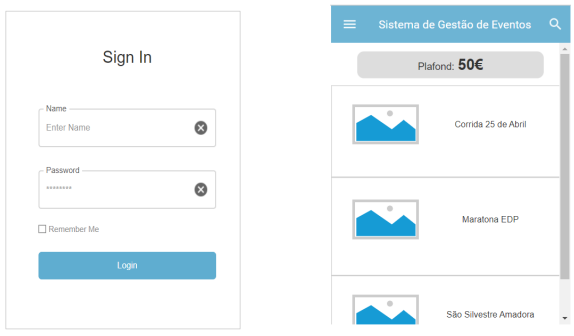 Sign In
Name
Enter Name
Password
********
Remember Me
Login
Sistema de Gestão de Eventos
Plafond: 50€
Corrida 25 de Abril
Maratona EDP
São Silvestre Amadora